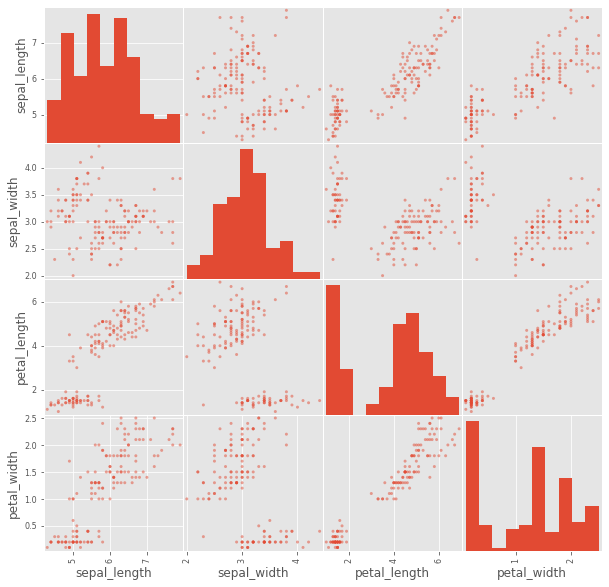 sepal_length
7
6
5
sepal_width
4.0
3.5
3.0
2.5
2.0
petal_length
6
4
2
petal_width
2.5
2.0
1.5
1.0
0.5
5 6 7 2 3 4 2 4 6 1 2
sepal_length sepal_width petal_length petal_width